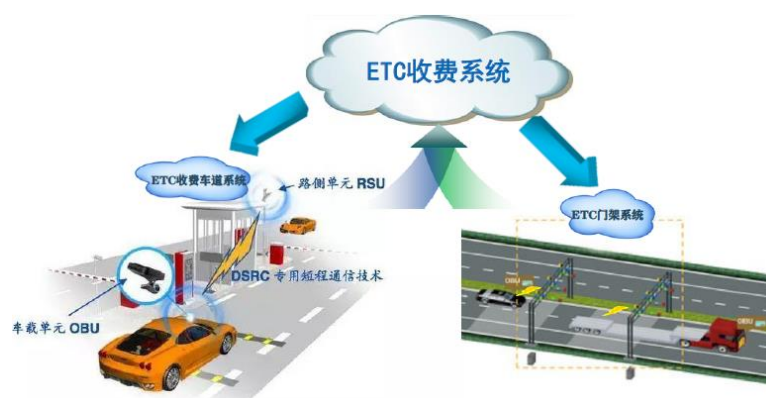 ETC收费系统
ETC收费车道系统
路侧单元 RSU
ETC门架系统
DSRC 专用短程通信技术
OBU
车载单元 OBU
OBU